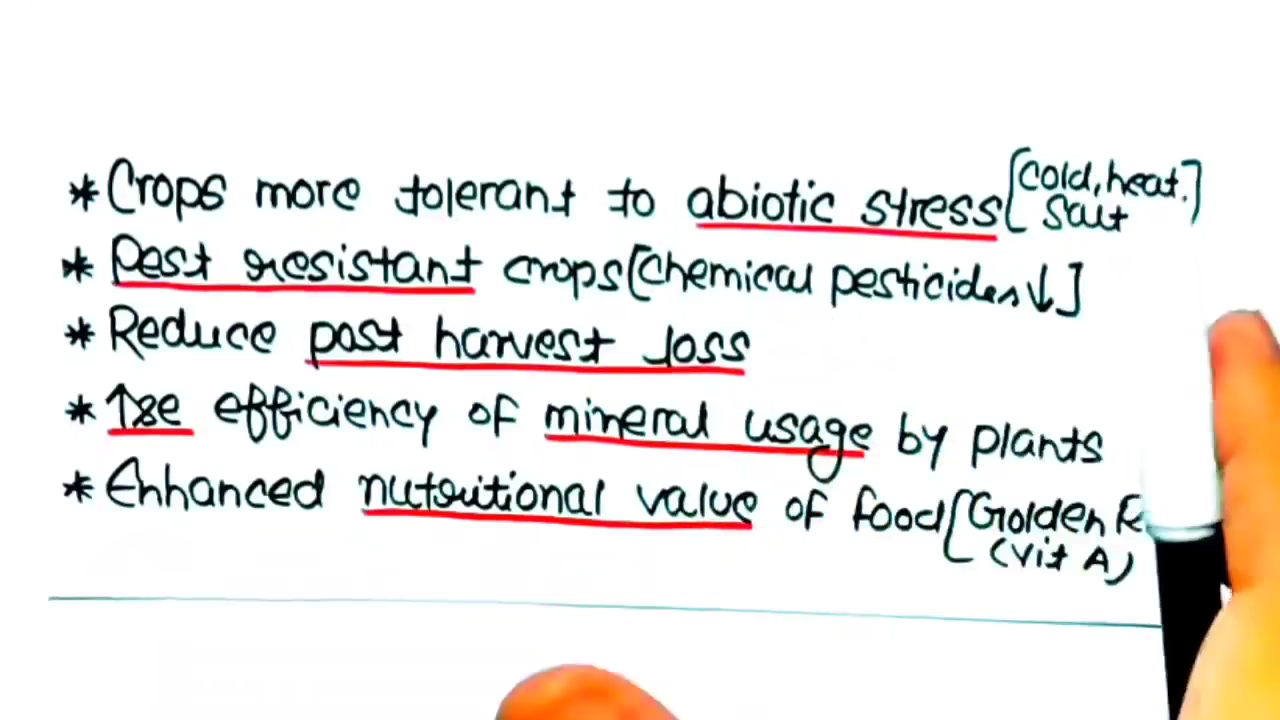 * Crops more tolerant to abiotic stress [Cold, heat, salt]
* Pest resistant crops [Chemical pesticides ↓]
* Reduce post harvest loss
* ↑se efficiency of mineral usage by plants
* Enhanced nutritional value of food [Golden R
(Vit A)